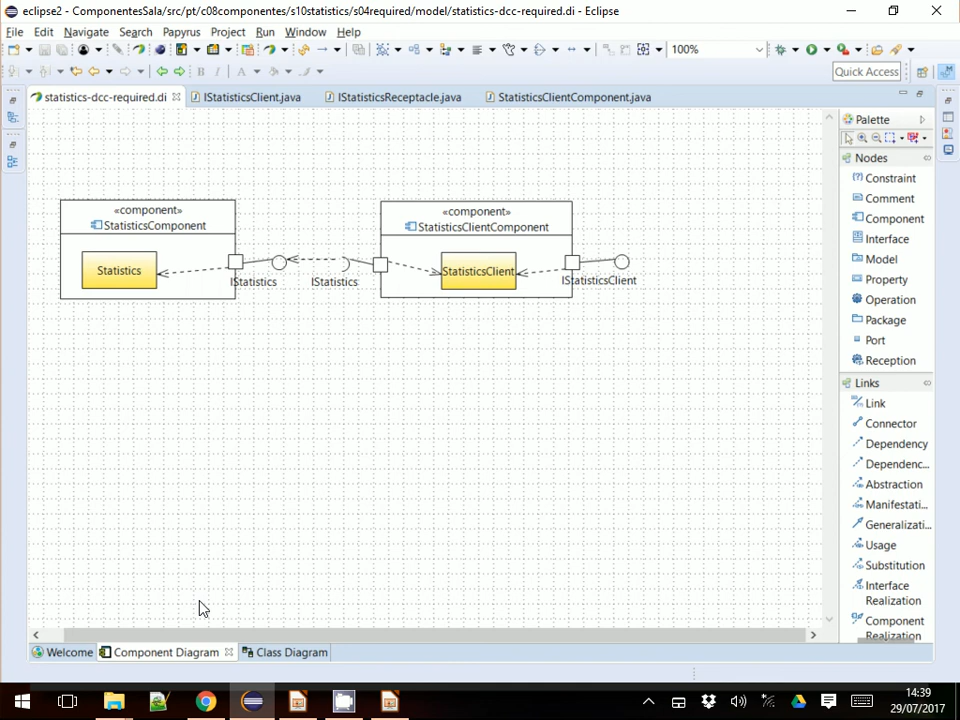 eclipse2 - ComponentesSala/src/pt/c08componentes/s10statistics/s04required/model/statistics-dcc-required.di - Eclipse
File Edit Navigate Search Papyrus Project Run Window Help
100%
B I A
Quick Access
statistics-dcc-required.di IStatisticsClient.java IStatisticsReceptacle.java StatisticsClientComponent.java
Palette
Nodes
Constraint
Comment
Component
Interface
Model
Property
Operation
Package
Port
Reception
Links
Link
Connector
Dependency
Dependenc...
Abstraction
Manifestati...
Generalizati...
Usage
Substitution
Interface
Realization
Component
Realization
«component»
StatisticsComponent
Statistics
IStatistics
IStatistics
«component»
StatisticsClientComponent
StatisticsClient
IStatisticsClient
Welcome Component Diagram Class Diagram
14:39
29/07/2017